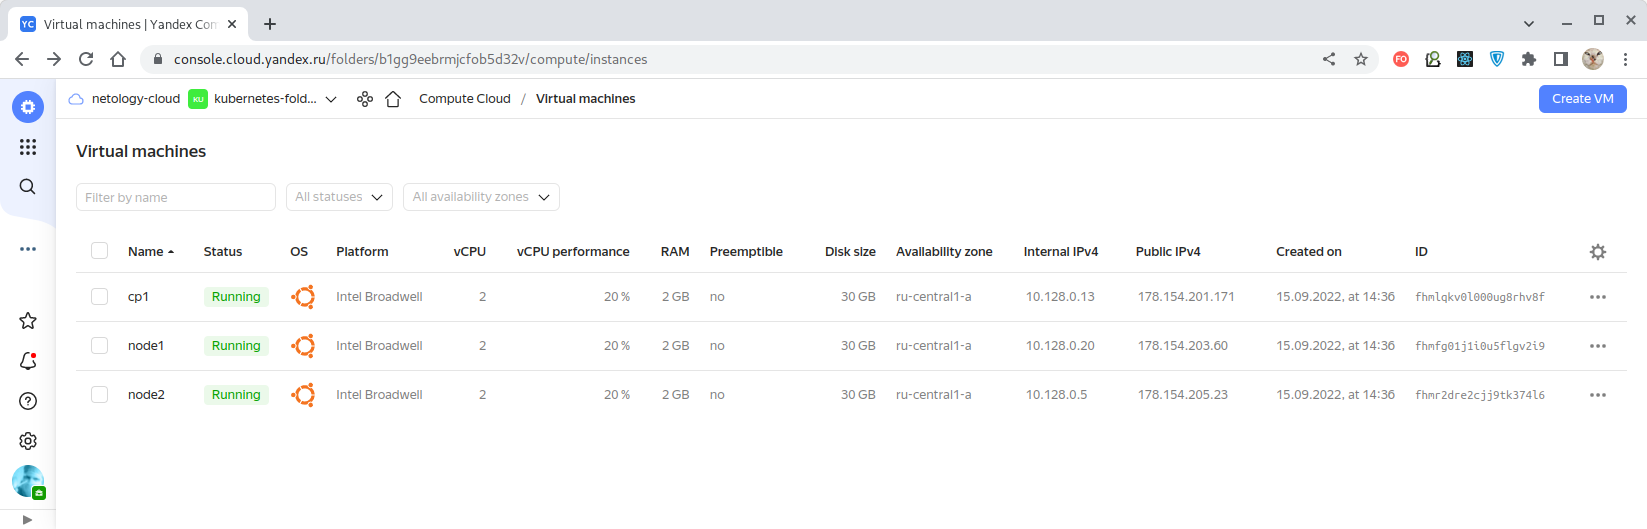 YC Virtual machines | Yandex Con
console.cloud.yandex.ru/folders/b1gg9eebrmjcfob5d32v/compute/instances
FO
netology-cloud KU kubernetes-fold... Compute Cloud / Virtual machines Create VM
Virtual machines
Filter by name All statuses All availability zones
Name Status OS Platform vCPU vCPU performance RAM Preemptible Disk size Availability zone Internal IPv4 Public IPv4 Created on ID
cp1 Running Intel Broadwell 2 20 % 2 GB no 30 GB ru-central1-a 10.128.0.13 178.154.201.171 15.09.2022, at 14:36 fhmlqkv0l000ug8rhv8f
node1 Running Intel Broadwell 2 20 % 2 GB no 30 GB ru-central1-a 10.128.0.20 178.154.203.60 15.09.2022, at 14:36 fhmfg01j1i0u5flgv2i9
node2 Running Intel Broadwell 2 20 % 2 GB no 30 GB ru-central1-a 10.128.0.5 178.154.205.23 15.09.2022, at 14:36 fhmr2dre2cjj9tk374l6